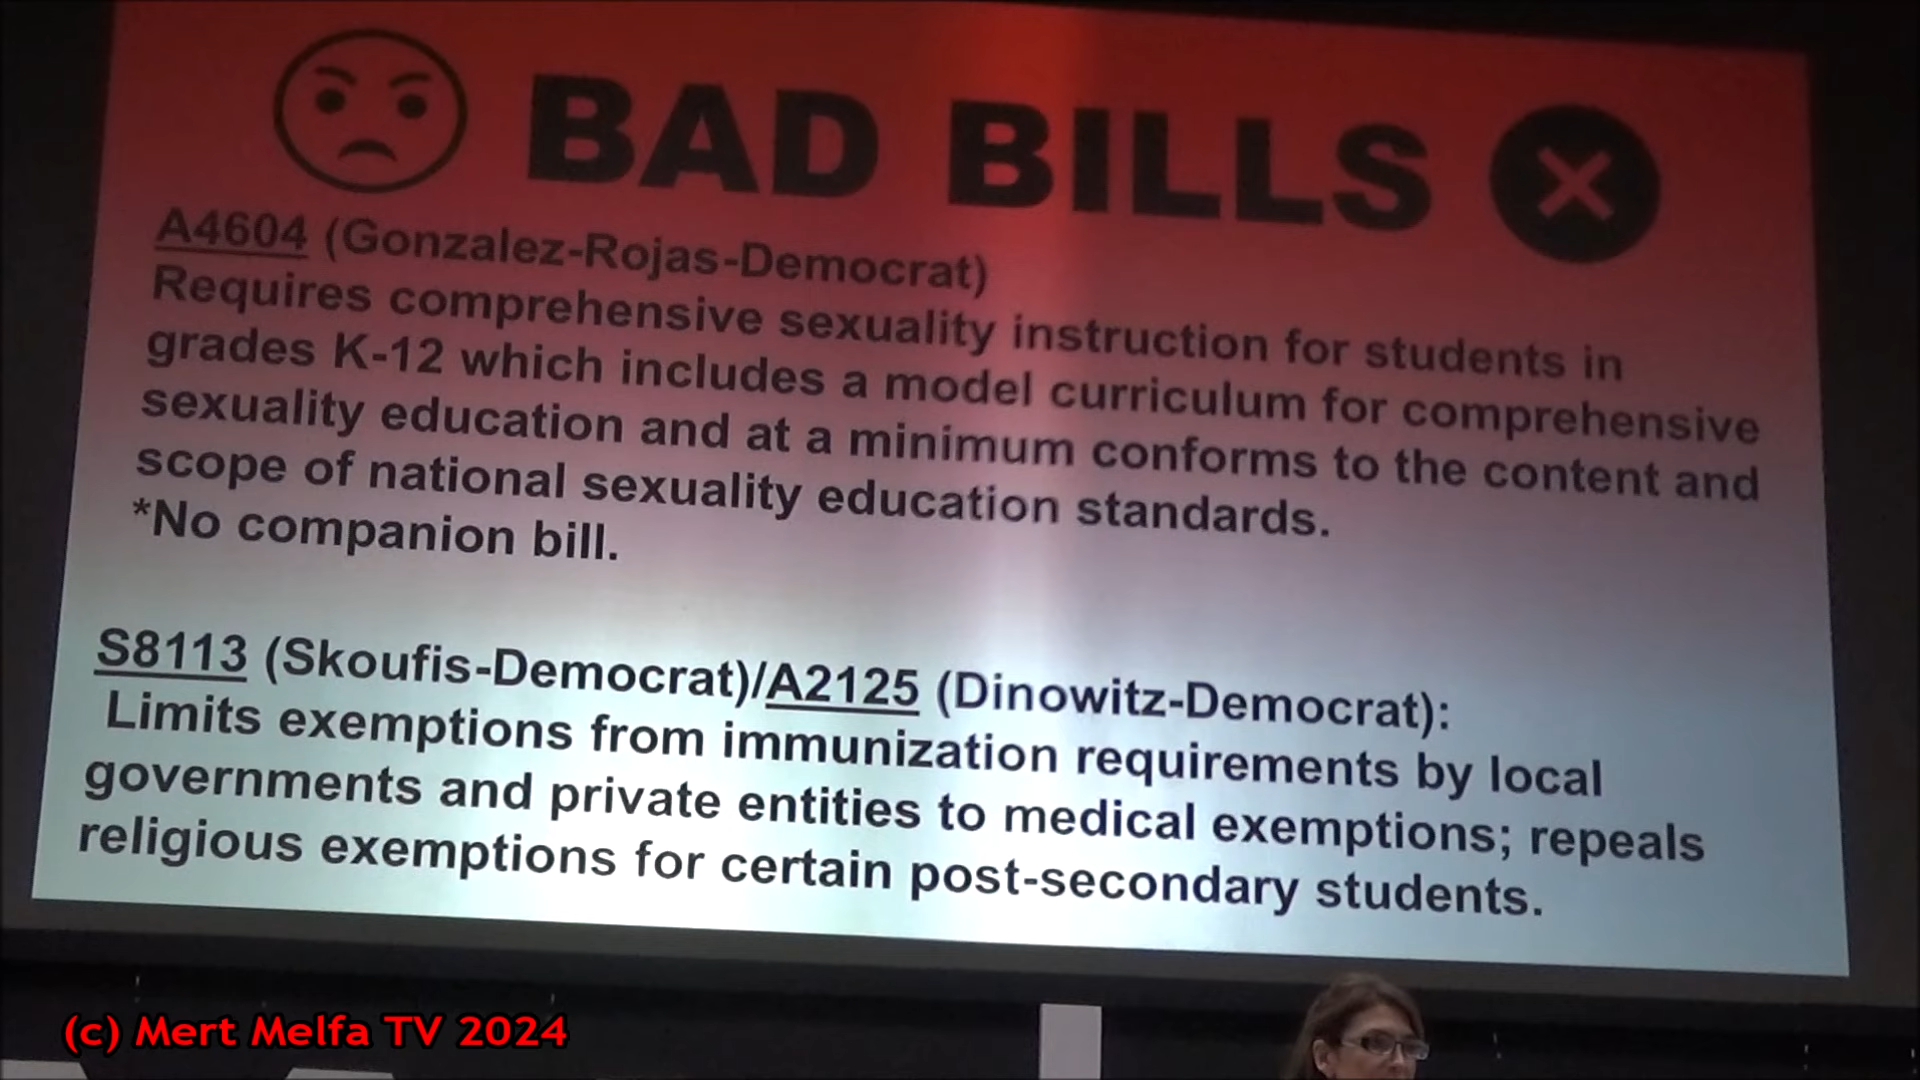 BAD BILLS
A4604 (Gonzalez-Rojas-Democrat)
Requires comprehensive sexuality instruction for students in
grades K-12 which includes a model curriculum for comprehensive
sexuality education and at a minimum conforms to the content and
scope of national sexuality education standards.
*No companion bill.
S8113 (Skoufis-Democrat)/A2125 (Dinowitz-Democrat):
Limits exemptions from immunization requirements by local
governments and private entities to medical exemptions; repeals
religious exemptions for certain post-secondary students.
(c) Mert Melfa TV 2024